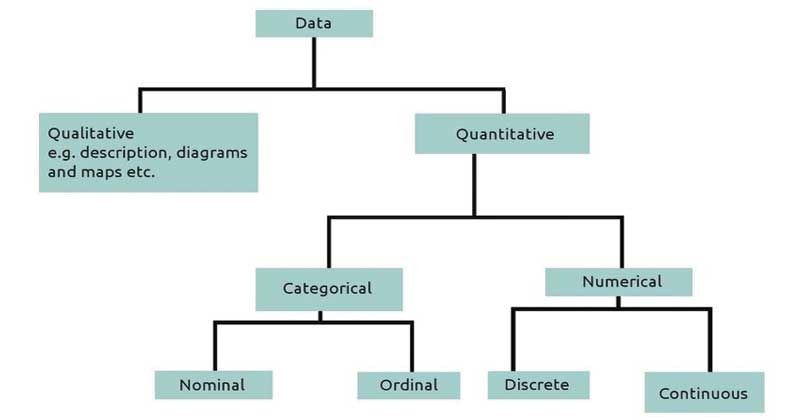 Data
Qualitative
e.g. description, diagrams
and maps etc.
Quantitative
Categorical
Numerical
Nominal
Ordinal
Discrete
Continuous